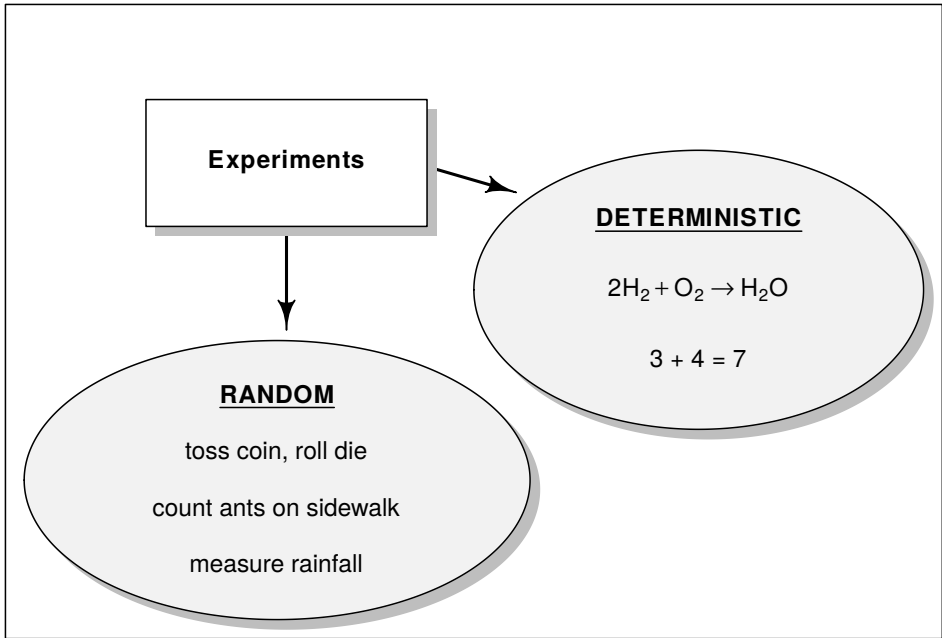 Experiments
DETERMINISTIC
2H₂ + O₂ → H₂O
3 + 4 = 7
RANDOM
toss coin, roll die
count ants on sidewalk
measure rainfall